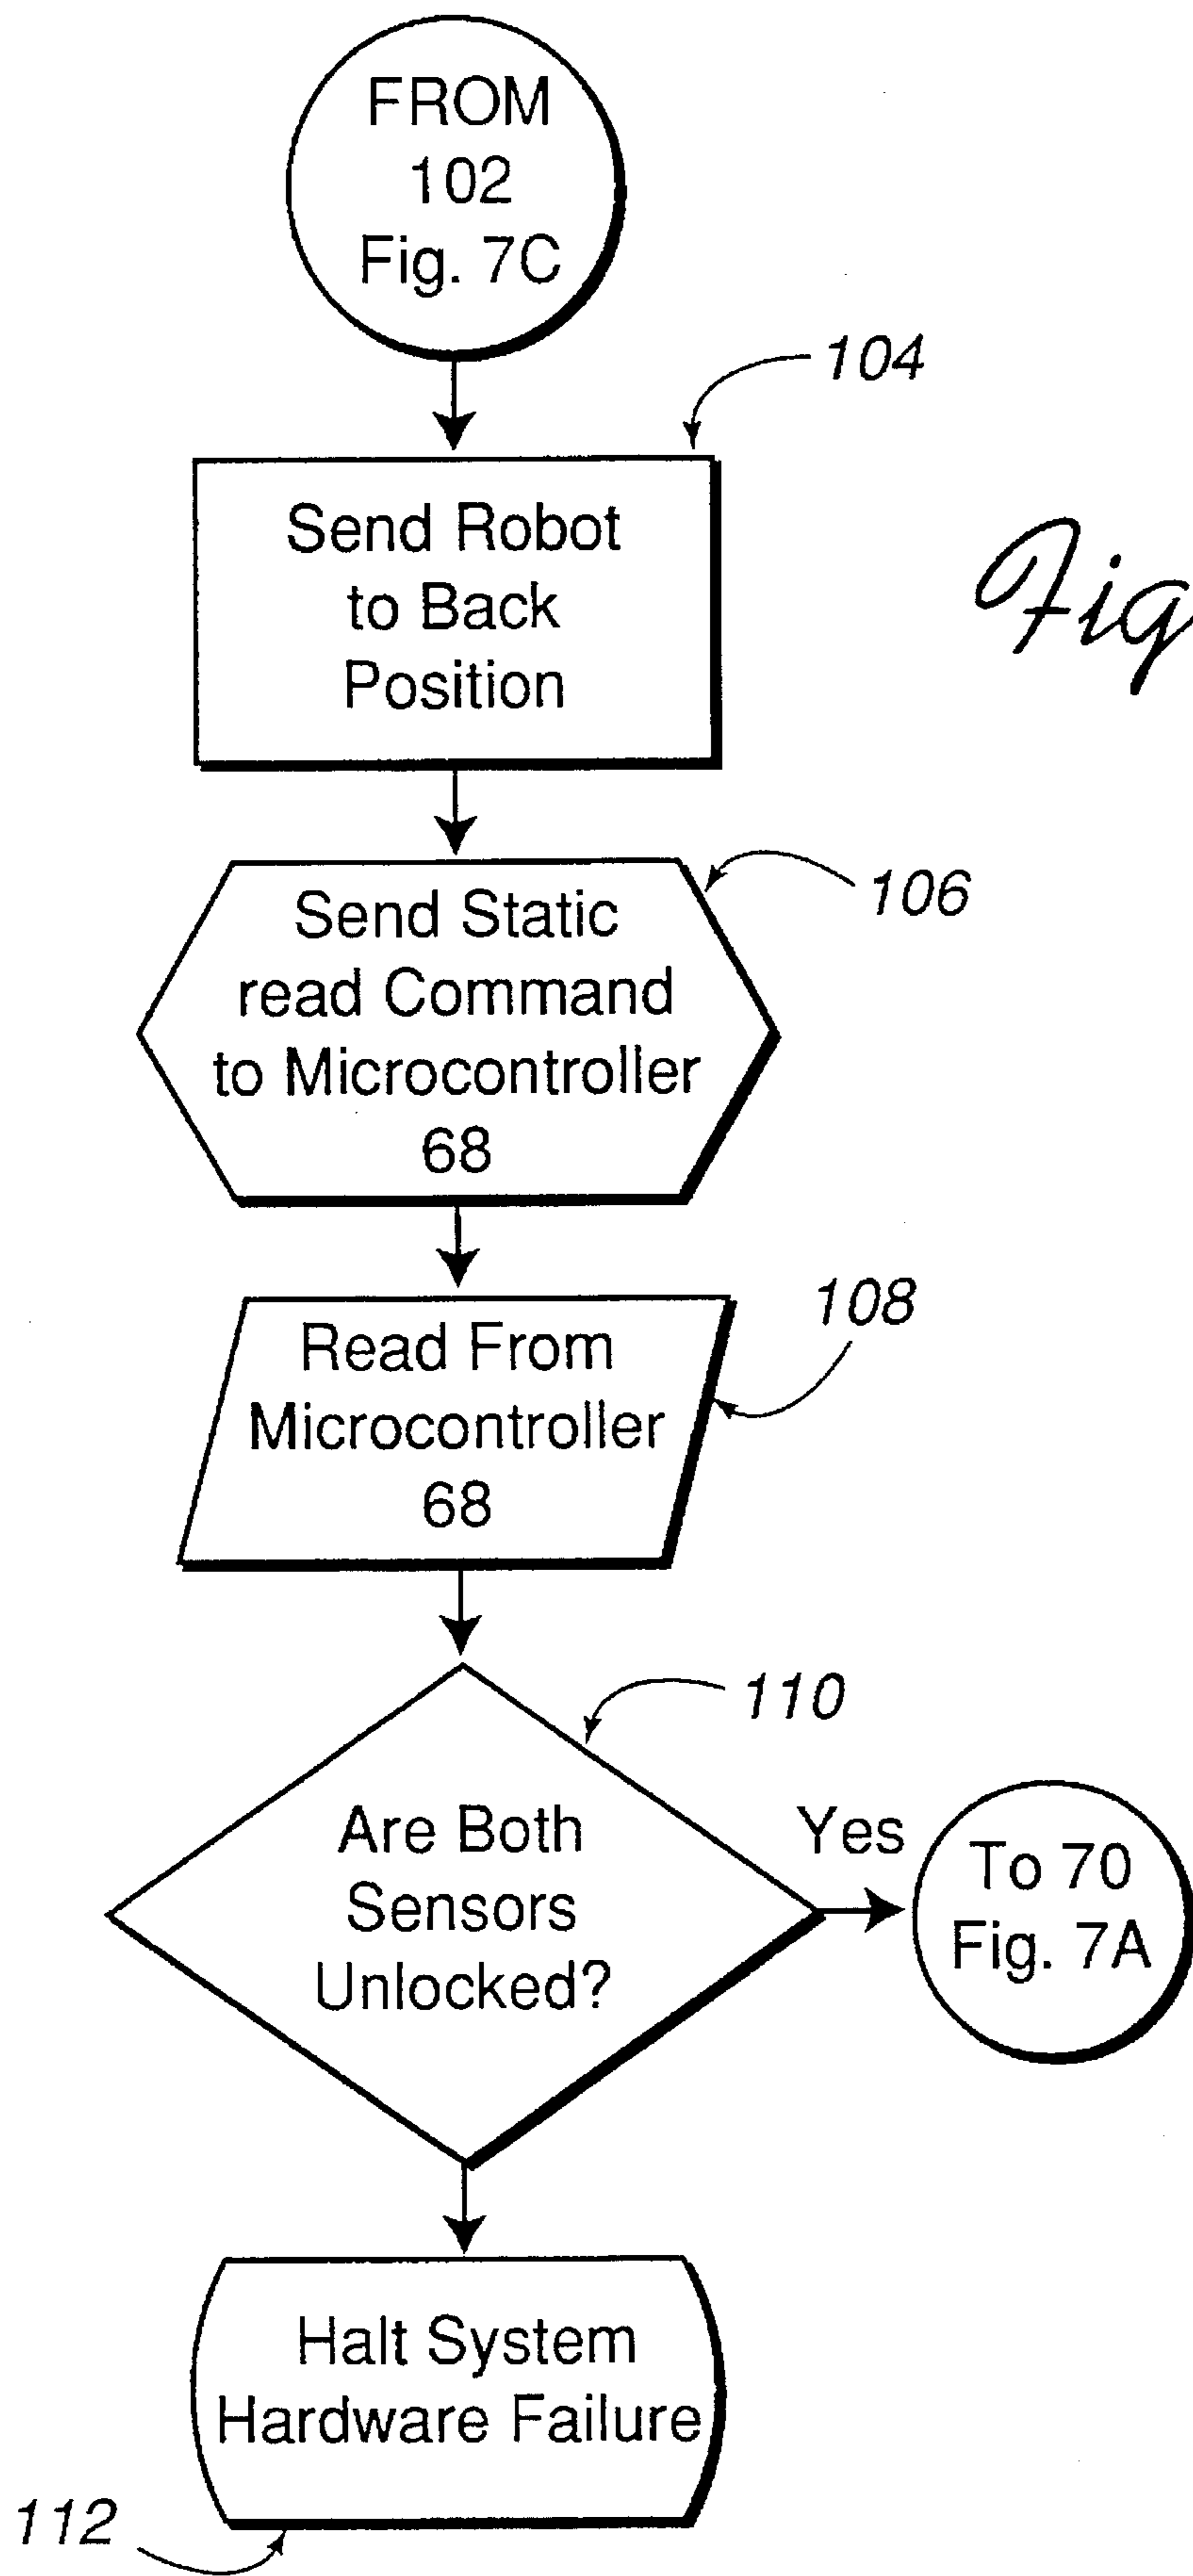 FROM
102
Fig. 7C
104
Send Robot
to Back
Position
Fig
Send Static
read Command
to Microcontroller
68
106
Read From
Microcontroller
68
108
110
Are Both
Sensors
Unlocked?
Yes
To 70
Fig. 7A
Halt System
Hardware Failure
112